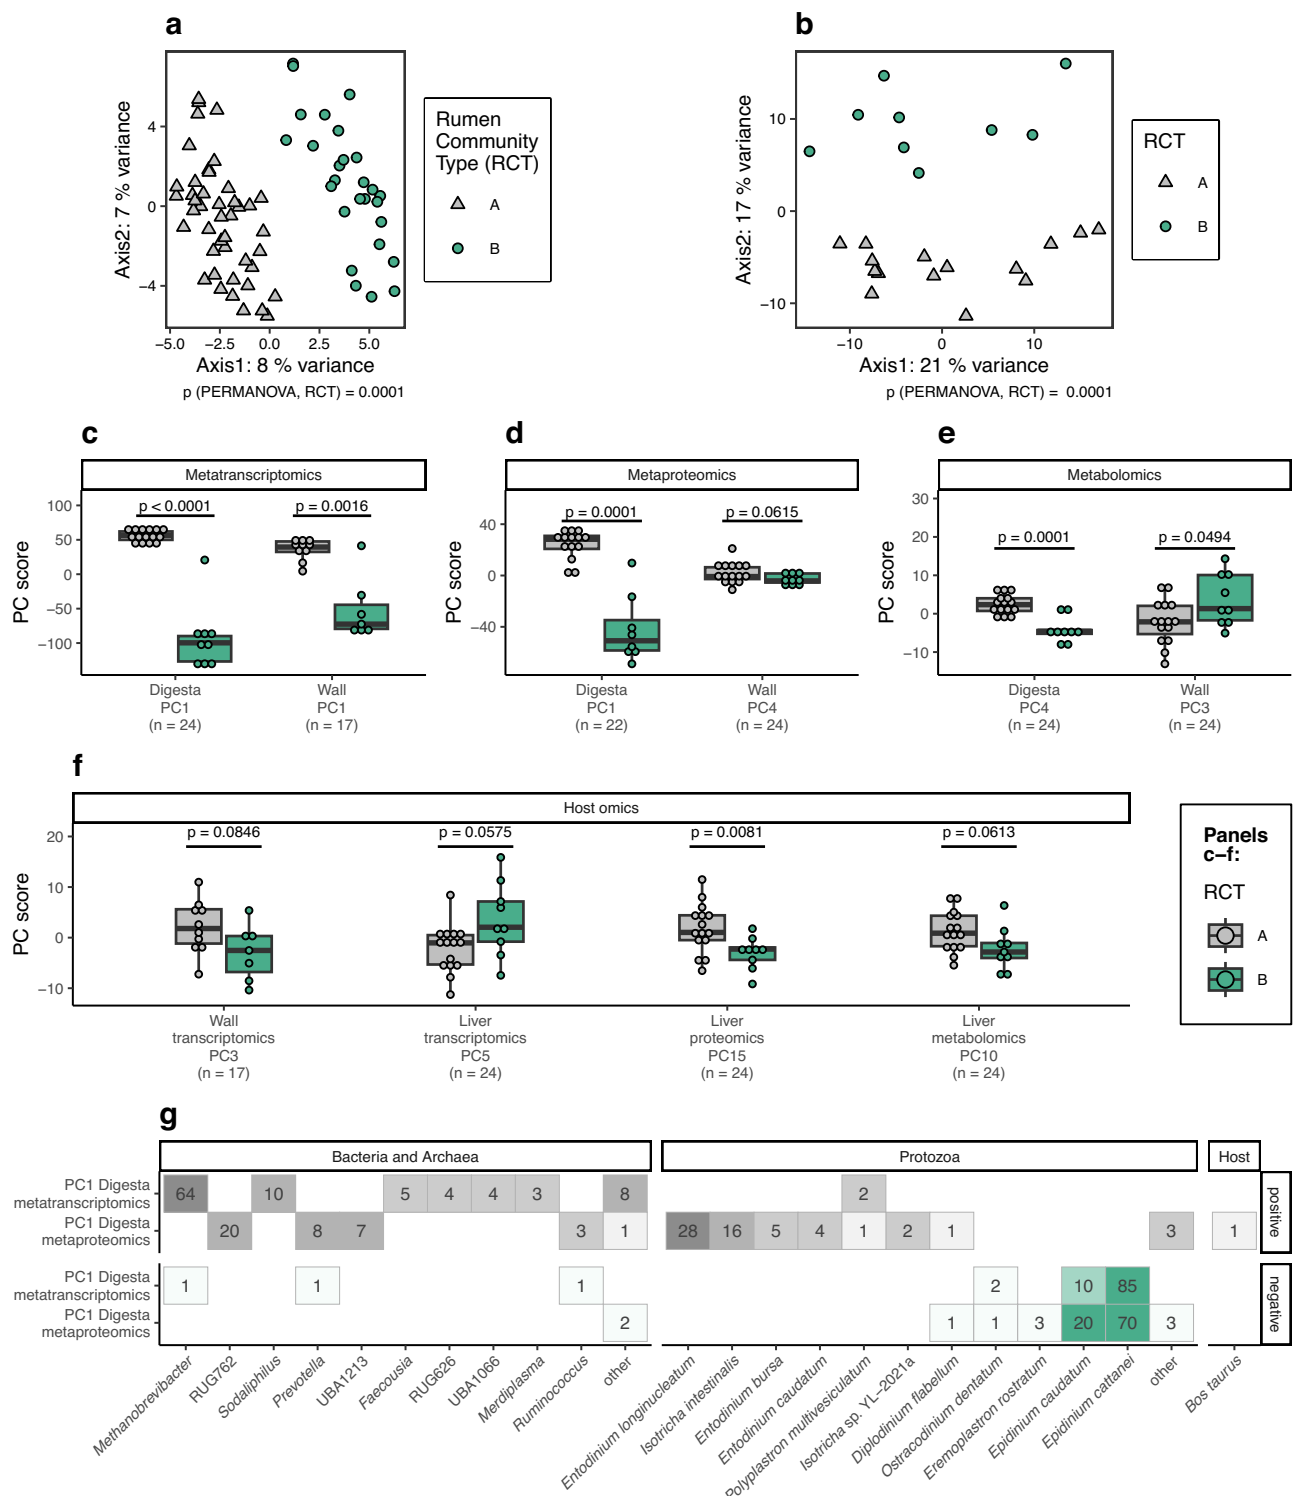 a
b
4
0
−4
Axis2: 7 % variance
−5.0 −2.5 0.0 2.5 5.0
Axis1: 8 % variance
p (PERMANOVA, RCT) = 0.0001
Rumen
Community
Type (RCT)
A
B
10
0
−10
Axis2: 17 % variance
−10 0 10
Axis1: 21 % variance
p (PERMANOVA, RCT) = 0.0001
RCT
A
B
c
Metatranscriptomics
p < 0.0001 p = 0.0016
100
50
0
−50
−100
PC score
Digesta
PC1
(n = 24)
Wall
PC1
(n = 17)
d
Metaproteomics
p = 0.0001 p = 0.0615
40
0
−40
PC score
Digesta
PC1
(n = 22)
Wall
PC4
(n = 24)
e
Metabolomics
p = 0.0001 p = 0.0494
30
20
10
0
−10
PC score
Digesta
PC4
(n = 24)
Wall
PC3
(n = 24)
f
Host omics
p = 0.0846 p = 0.0575 p = 0.0081 p = 0.0613
20
10
0
−10
PC score
Wall
transcriptomics
PC3
(n = 17)
Liver
transcriptomics
PC5
(n = 24)
Liver
proteomics
PC15
(n = 24)
Liver
metabolomics
PC10
(n = 24)
Panels
c−f:
RCT
A
B
g
Bacteria and Archaea Protozoa Host
PC1 Digesta
metatranscriptomics
64 10 5 4 4 3 8 2
PC1 Digesta
metaproteomics
20 8 7 3 1 28 16 5 4 1 2 1 3 1
positive
PC1 Digesta
metatranscriptomics
1 1 1 2 10 85
PC1 Digesta
metaproteomics
2 1 1 3 20 70 3
negative
Methanobrevibacter
RUG762
Sodaliphilus
Prevotella
UBA1213
Faecousia
RUG626
UBA1066
Merdiplasma
Ruminococcus
other
Entodinium longinucleatum
Isotricha intestinalis
Entodinium bursa
Entodinium caudatum
Polyplastron multivesiculatum
Isotricha sp. YL−2021a
Diplodinium flabellum
Ostracodinium dentatum
Eremoplastron rostratum
Epidinium caudatum
Epidinium cattanei
other
Bos taurus